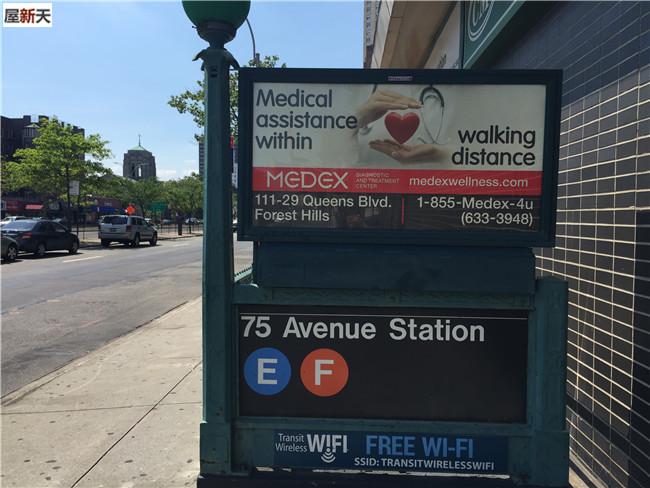 屋新天
Medical
assistance
within
walking
distance
MEDEX DIAGNOSTIC AND TREATMENT CENTER
medexwellness.com
111-29 Queens Blvd.
Forest Hills
1-855-Medex-4u
(633-3948)
75 Avenue Station
E F
Transit Wireless WIFI FREE WI-FI
SSID: TRANSITWIRELESSWIFI